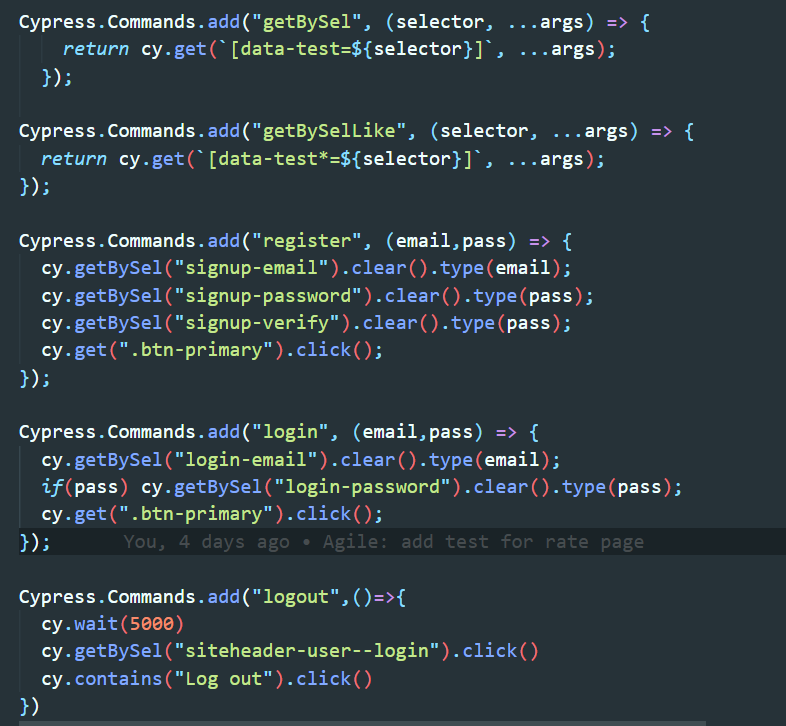 Cypress.Commands.add("getBySel", (selector, ...args) => {
    return cy.get(`[data-test=${selector}]`, ...args);
  });

Cypress.Commands.add("getBySelLike", (selector, ...args) => {
  return cy.get(`[data-test*=${selector}]`, ...args);
});

Cypress.Commands.add("register", (email,pass) => {
  cy.getBySel("signup-email").clear().type(email);
  cy.getBySel("signup-password").clear().type(pass);
  cy.getBySel("signup-verify").clear().type(pass);
  cy.get(".btn-primary").click();
});

Cypress.Commands.add("login", (email,pass) => {
  cy.getBySel("login-email").clear().type(email);
  if(pass) cy.getBySel("login-password").clear().type(pass);
  cy.get(".btn-primary").click();
});      You, 4 days ago • Agile: add test for rate page

Cypress.Commands.add("logout",()=>{
  cy.wait(5000)
  cy.getBySel("siteheader-user--login").click()
  cy.contains("Log out").click()
})